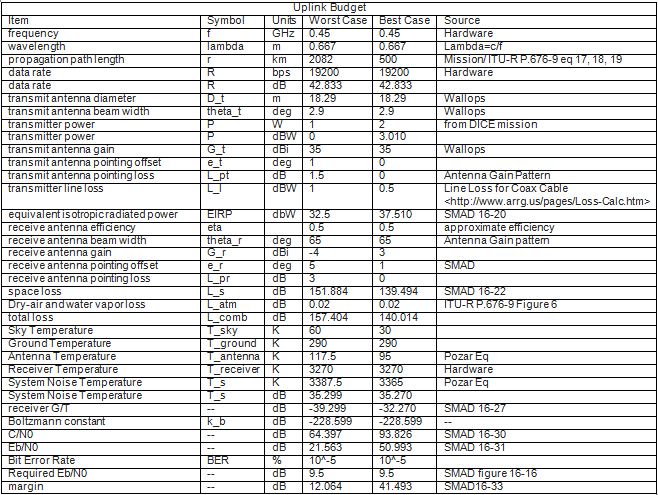 Uplink Budget
Item Symbol Units Worst Case Best Case Source
frequency f GHz 0.45 0.45 Hardware
wavelength lambda m 0.667 0.667 Lambda=c/f
propagation path length r km 2082 500 Mission/ ITU-R P.676-9 eq 17, 18, 19
data rate R bps 19200 19200 Hardware
data rate R dB 42.833 42.833
transmit antenna diameter D_t m 18.29 18.29 Wallops
transmit antenna beam width theta_t deg 2.9 2.9 Wallops
transmitter power P W 1 2 from DICE mission
transmitter power P dBW 0 3.010
transmit antenna gain G_t dBi 35 35 Wallops
transmit antenna pointing offset e_t deg 1 0
transmit antenna pointing loss L_pt dB 1.5 0 Antenna Gain Pattern
transmitter line loss L_l dBW 1 0.5 Line Loss for Coax Cable
<http://www.arrg.us/pages/Loss-Calc.htm>
equivalent isotropic radiated power EIRP dbW 32.5 37.510 SMAD 16-20
receive antenna efficiency eta 0.5 0.5 approximate efficiency
receive antenna beam width theta_r deg 65 65 Antenna Gain pattern
receive antenna gain G_r dBi -4 3
receive antenna pointing offset e_r deg 5 1 SMAD
receive antenna pointing loss L_pr dB 3 0
space loss L_s dB 151.884 139.494 SMAD 16-22
Dry-air and water vapor loss L_atm dB 0.02 0.02 ITU-R P.676-9 Figure 6
total loss L_comb dB 157.404 140.014
Sky Temperature T_sky K 60 30
Ground Temperature T_ground K 290 290
Antenna Temperature T_antenna K 117.5 95 Pozar Eq
Receiver Temperature T_receiver K 3270 3270 Hardware
System Noise Temperature T_s K 3387.5 3365 Pozar Eq
System Noise Temperature T_s dB 35.299 35.270
receiver G/T -- dB -39.299 -32.270 SMAD 16-27
Boltzmann constant k_b dB -228.599 -228.599 --
C/N0 -- dB 64.397 93.826 SMAD 16-30
Eb/N0 -- dB 21.563 50.993 SMAD 16-31
Bit Error Rate BER % 10^-5 10^-5
Required Eb/N0 -- dB 9.5 9.5 SMAD figure 16-16
margin -- dB 12.064 41.493 SMAD16-33